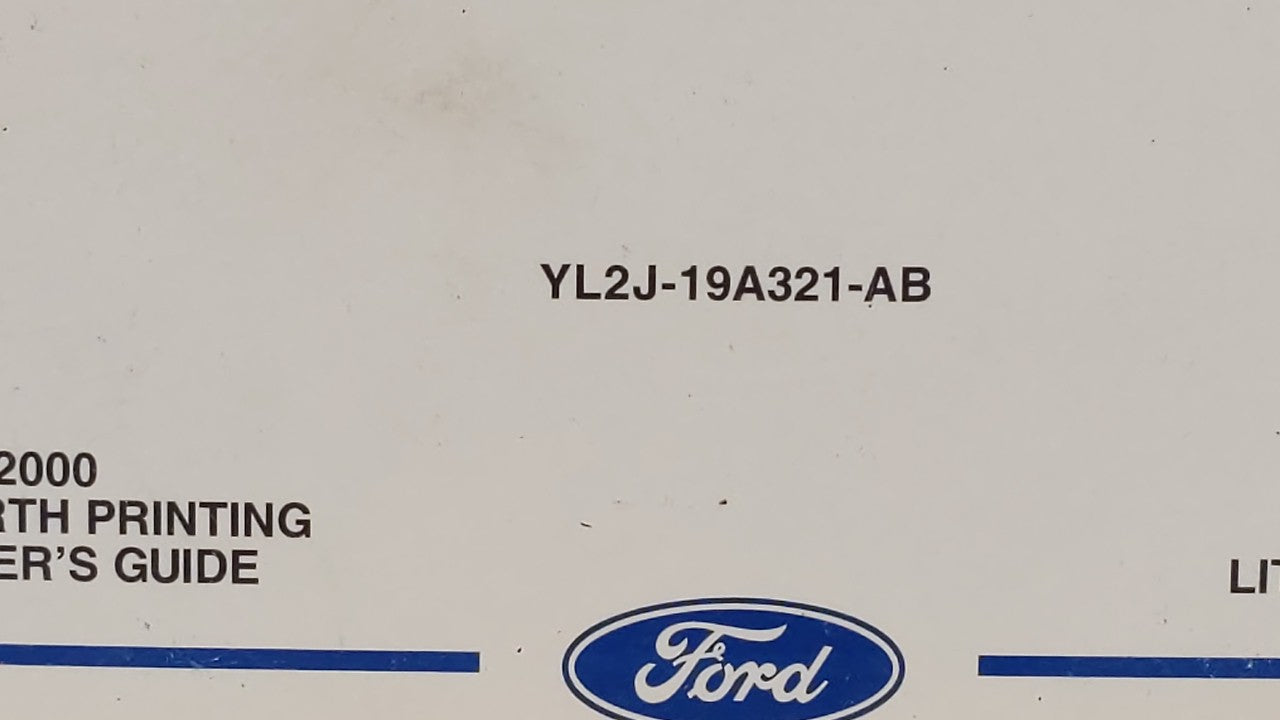 YL2J-19A321-AB
2000
RTH PRINTING
ER'S GUIDE
LIT
Ford